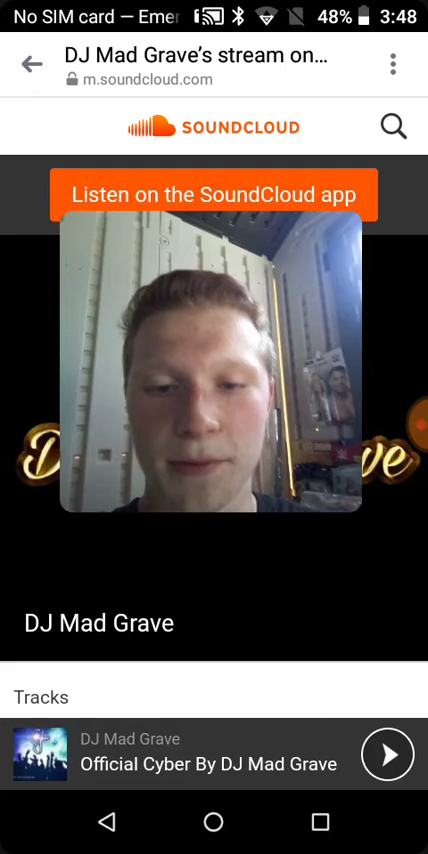 No SIM card — Emer
48%
3:48
DJ Mad Grave’s stream on…
m.soundcloud.com
SOUNDCLOUD
Listen on the SoundCloud app
D
ve
DJ Mad Grave
Tracks
DJ Mad Grave
Official Cyber By DJ Mad Grave